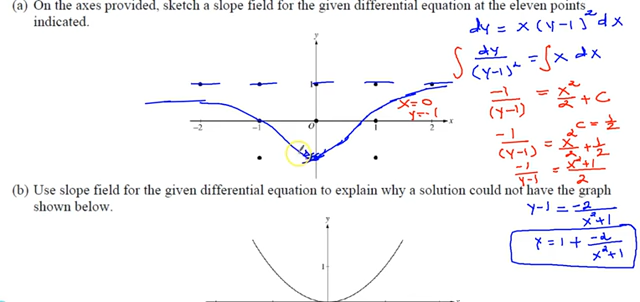 (a) On the axes provided, sketch a slope field for the given differential equation at the eleven points
indicated.
dy = x (y-1)² dx
∫ dy/(y-1)² = ∫ x dx
-1/(y-1) = x²/2 + C
C = 1/2
-1/(y-1) = x²/2 + 1/2
-1/y-1 = x²+1/2
y-1 = -2/x²+1
y = 1 + -2/x²+1
y
1
x=0
y=-1
-2
-1
O
1
2
x
(b) Use slope field for the given differential equation to explain why a solution could not have the graph
shown below.
y
1